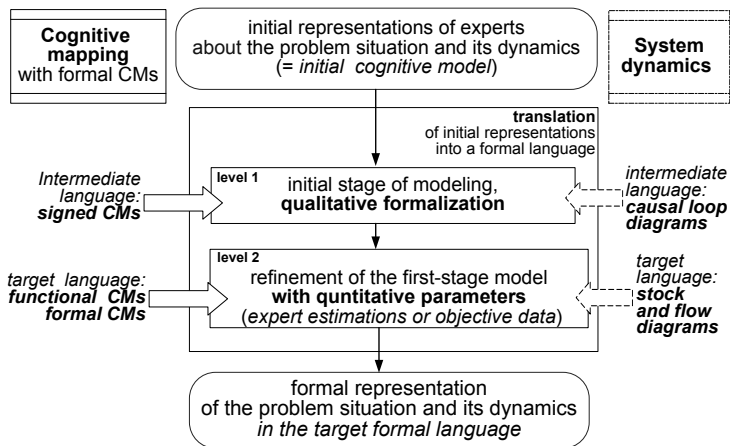 Cognitive
mapping
with formal CMs
initial representations of experts
about the problem situation and its dynamics
(= initial cognitive model)
System
dynamics
translation
of initial representations
into a formal language
Intermediate
language:
signed CMs
level 1
initial stage of modeling,
qualitative formalization
intermediate
language:
causal loop
diagrams
target language:
functional CMs
formal CMs
level 2
refinement of the first-stage model
with quntitative parameters
(expert estimations or objective data)
target
language:
stock
and flow
diagrams
formal representation
of the problem situation and its dynamics
in the target formal language